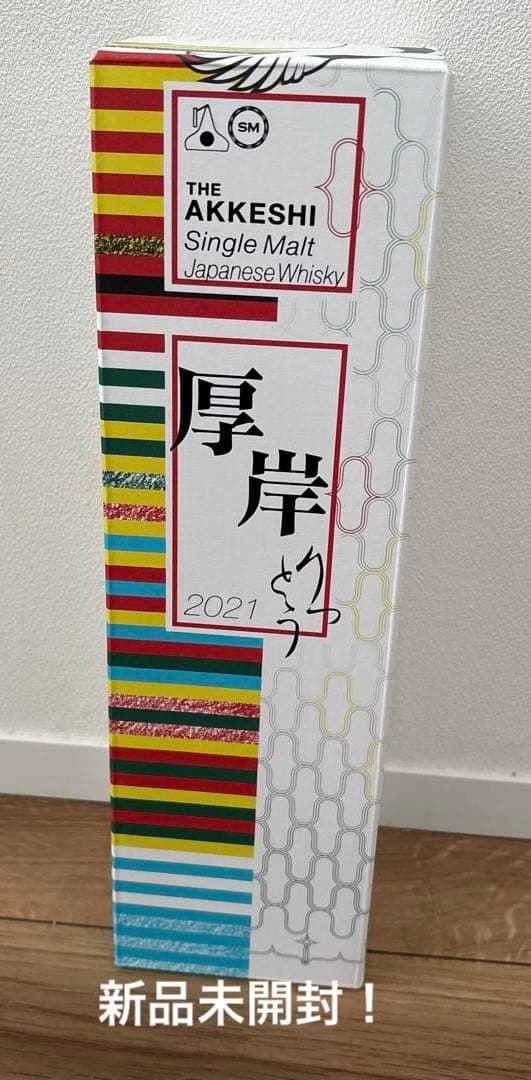 SM
THE
AKKESHI
Single Malt
Japanese Whisky
厚岸
りっとう
2021
新品未開封！